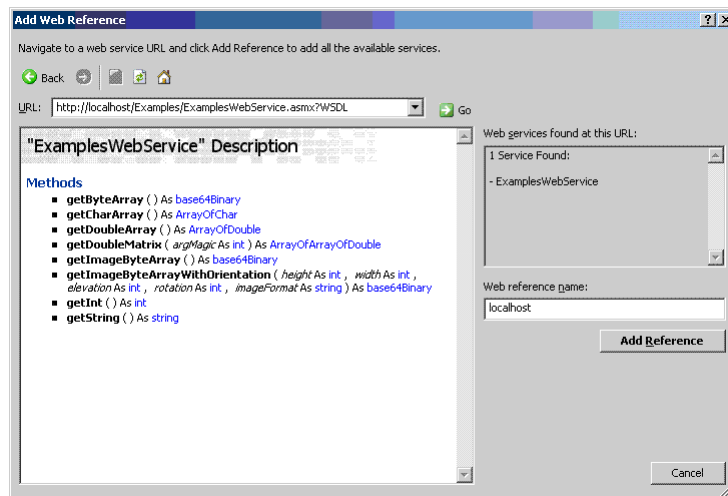 Add Web Reference
Navigate to a web service URL and click Add Reference to add all the available services.
Back
URL: http://localhost/Examples/ExamplesWebService.asmx?WSDL Go
"ExamplesWebService" Description
Methods
getByteArray ( ) As base64Binary
getCharArray ( ) As ArrayOfChar
getDoubleArray ( ) As ArrayOfDouble
getDoubleMatrix ( argMagic As int ) As ArrayOfArrayOfDouble
getImageByteArray ( ) As base64Binary
getImageByteArrayWithOrientation ( height As int , width As int ,
elevation As int , rotation As int , imageFormat As string ) As base64Binary
getInt ( ) As int
getString ( ) As string
Web services found at this URL:
1 Service Found:
- ExamplesWebService
Web reference name:
localhost
Add Reference
Cancel